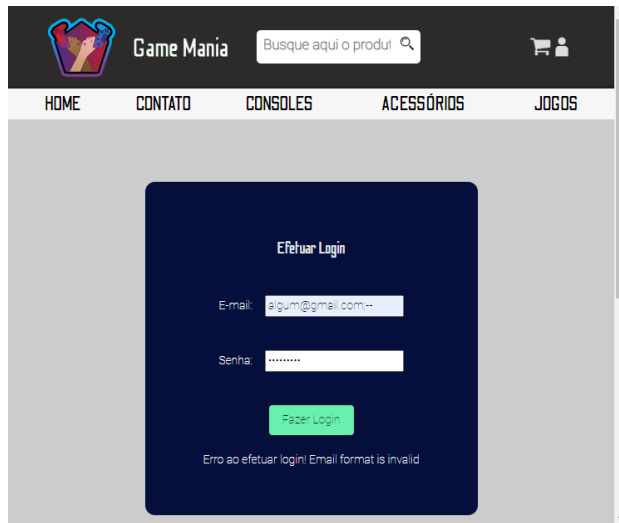 Game Mania
Busque aqui o produt
HOME CONTATO CONSOLES ACESSÓRIOS JOGOS
Efetuar Login
E-mail: algum@gmail.com;--
Senha: •••••••••
Fazer Login
Erro ao efetuar login! Email format is invalid